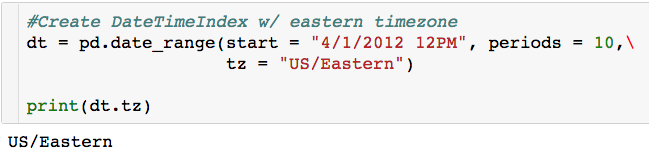 #Create DateTimeIndex w/ eastern timezone
dt = pd.date_range(start = "4/1/2012 12PM", periods = 10,\
tz = "US/Eastern")
print(dt.tz)
US/Eastern